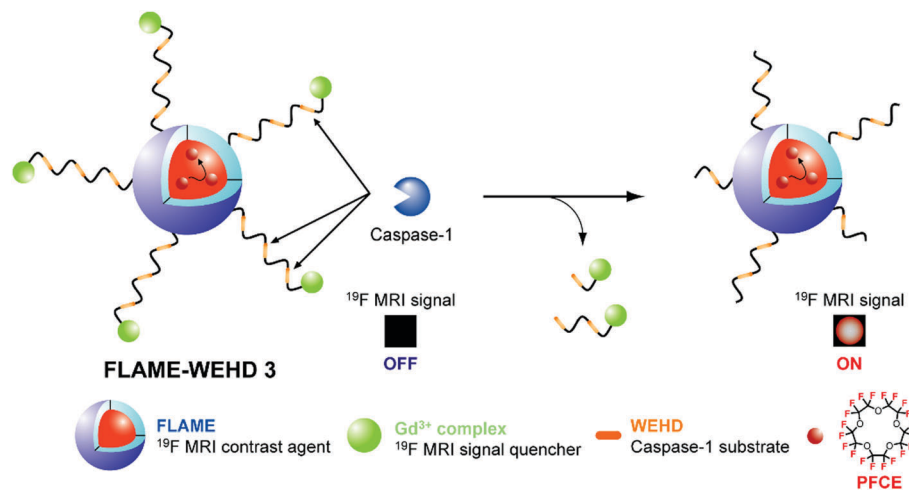 Caspase-1
¹⁹F MRI signal
OFF
¹⁹F MRI signal
ON
FLAME-WEHD 3
FLAME
¹⁹F MRI contrast agent
Gd³⁺ complex
¹⁹F MRI signal quencher
WEHD
Caspase-1 substrate
F F F F
F F
F O O F
F F
F O O F
F O F
F F F F
PFCE